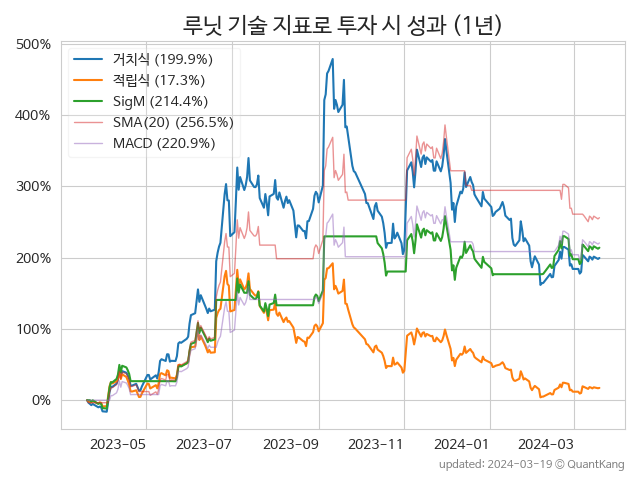 루닛 기술 지표로 투자 시 성과 (1년)
500%
400%
300%
200%
100%
0%
거치식 (199.9%)
적립식 (17.3%)
SigM (214.4%)
SMA(20) (256.5%)
MACD (220.9%)
2023-05 2023-07 2023-09 2023-11 2024-01 2024-03
updated: 2024-03-19 © QuantKang